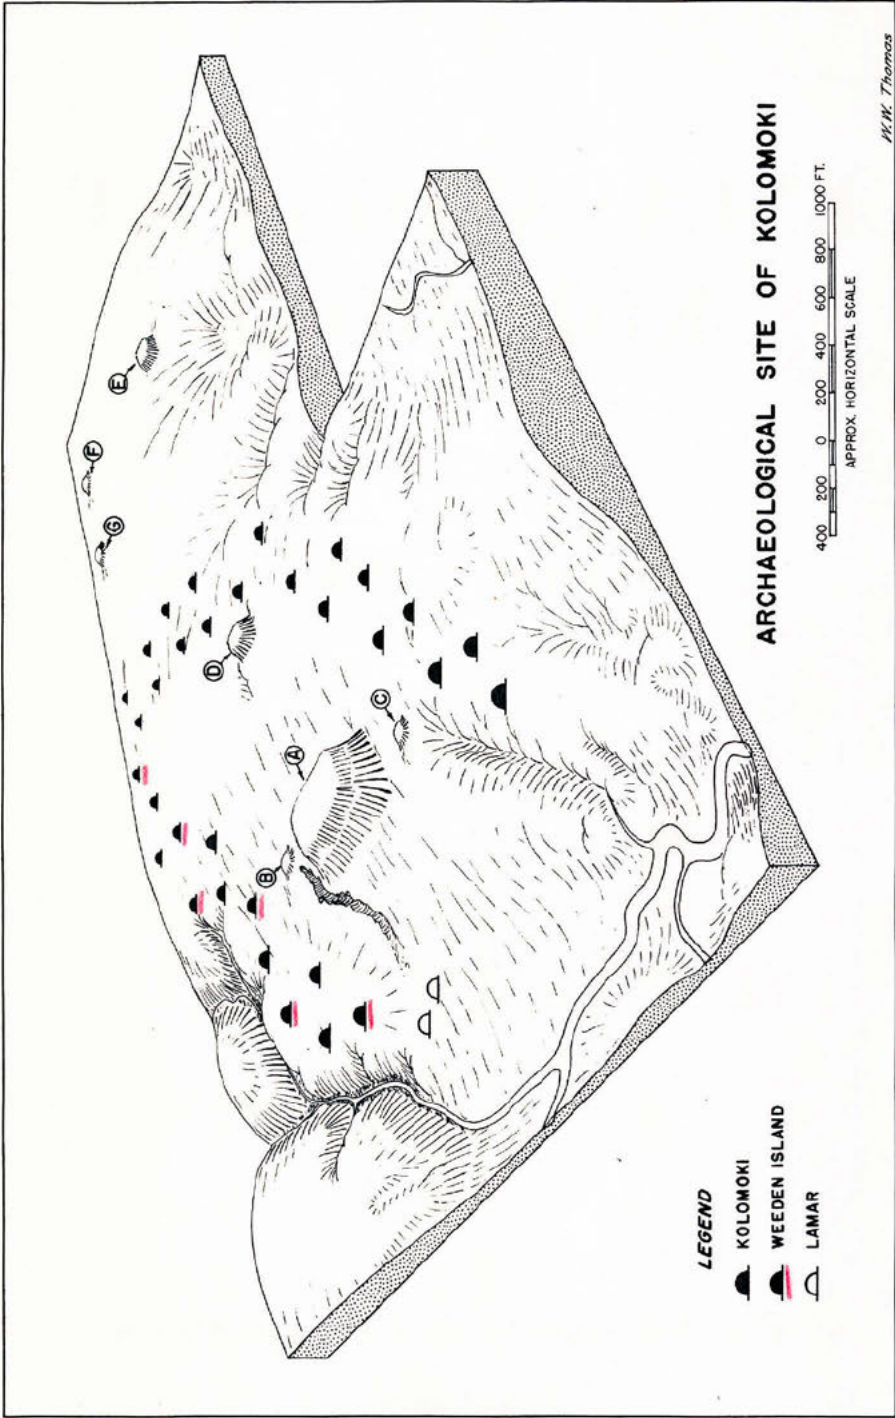 Ⓐ
Ⓑ
Ⓒ
Ⓓ
Ⓔ
Ⓕ
Ⓖ
LEGEND
KOLOMOKI
WEEDEN ISLAND
LAMAR
ARCHAEOLOGICAL SITE OF KOLOMOKI
400 200 0 200 400 600 800 1000 FT.
APPROX. HORIZONTAL SCALE
W.W. Thomas